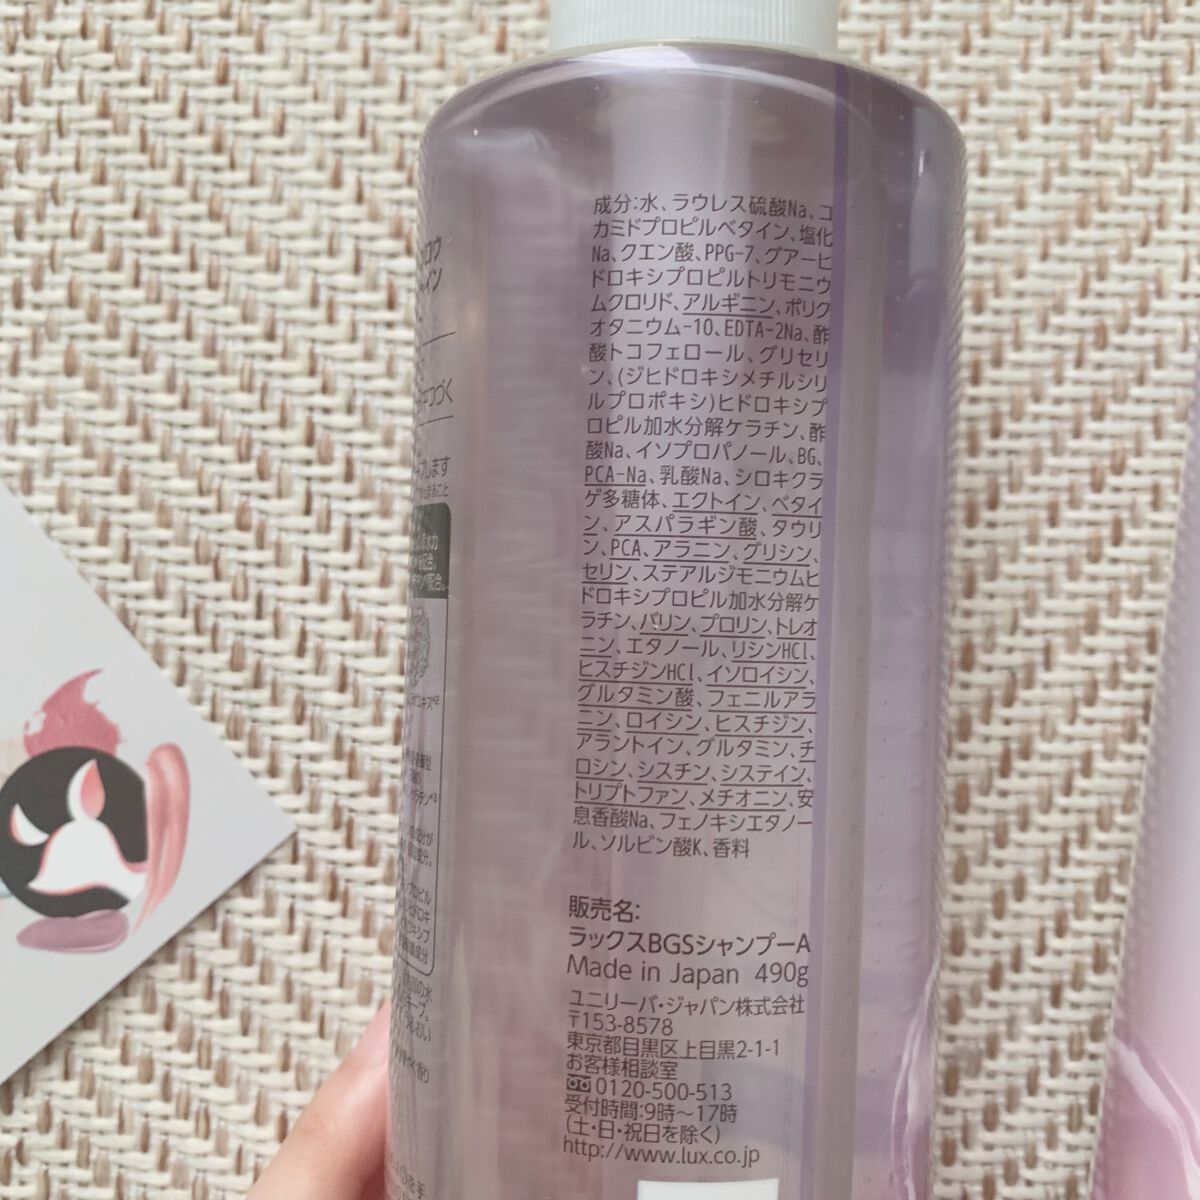 成分:水、ラウレス硫酸Na、コ
カミドプロピルベタイン、塩化
Na、クエン酸、PPG-7、グアーヒ
ドロキシプロピルトリモニウ
ムクロリド、アルギニン、ポリク
オタニウム-10、EDTA-2Na、酢
酸トコフェロール、グリセリ
ン、(ジヒドロキシメチルシリ
ルプロポキシ)ヒドロキシプ
ロピル加水分解ケラチン、酢
酸Na、イソプロパノール、BG、
PCA-Na、乳酸Na、シロキクラ
ゲ多糖体、エクトイン、ベタイ
ン、アスパラギン酸、タウリ
ン、PCA、アラニン、グリシン、
セリン、ステアルジモニウムヒ
ドロキシプロピル加水分解ケ
ラチン、バリン、プロリン、トレオ
ニン、エタノール、リシンHCl、
ヒスチジンHCl、イソロイシン、
グルタミン酸、フェニルアラ
ニン、ロイシン、ヒスチジン、
アラントイン、グルタミン、チ
ロシン、シスチン、システイン、
トリプトファン、メチオニン、安
息香酸Na、フェノキシエタノー
ル、ソルビン酸K、香料
販売名:
ラックスBGSシャンプーA
Made in Japan 490g
ユニリーバ・ジャパン株式会社
〒153-8578
東京都目黒区上目黒2-1-1
お客様相談室
0120-500-513
受付時間:9時～17時
(土・日・祝日を除く)
http://www.lux.co.jp